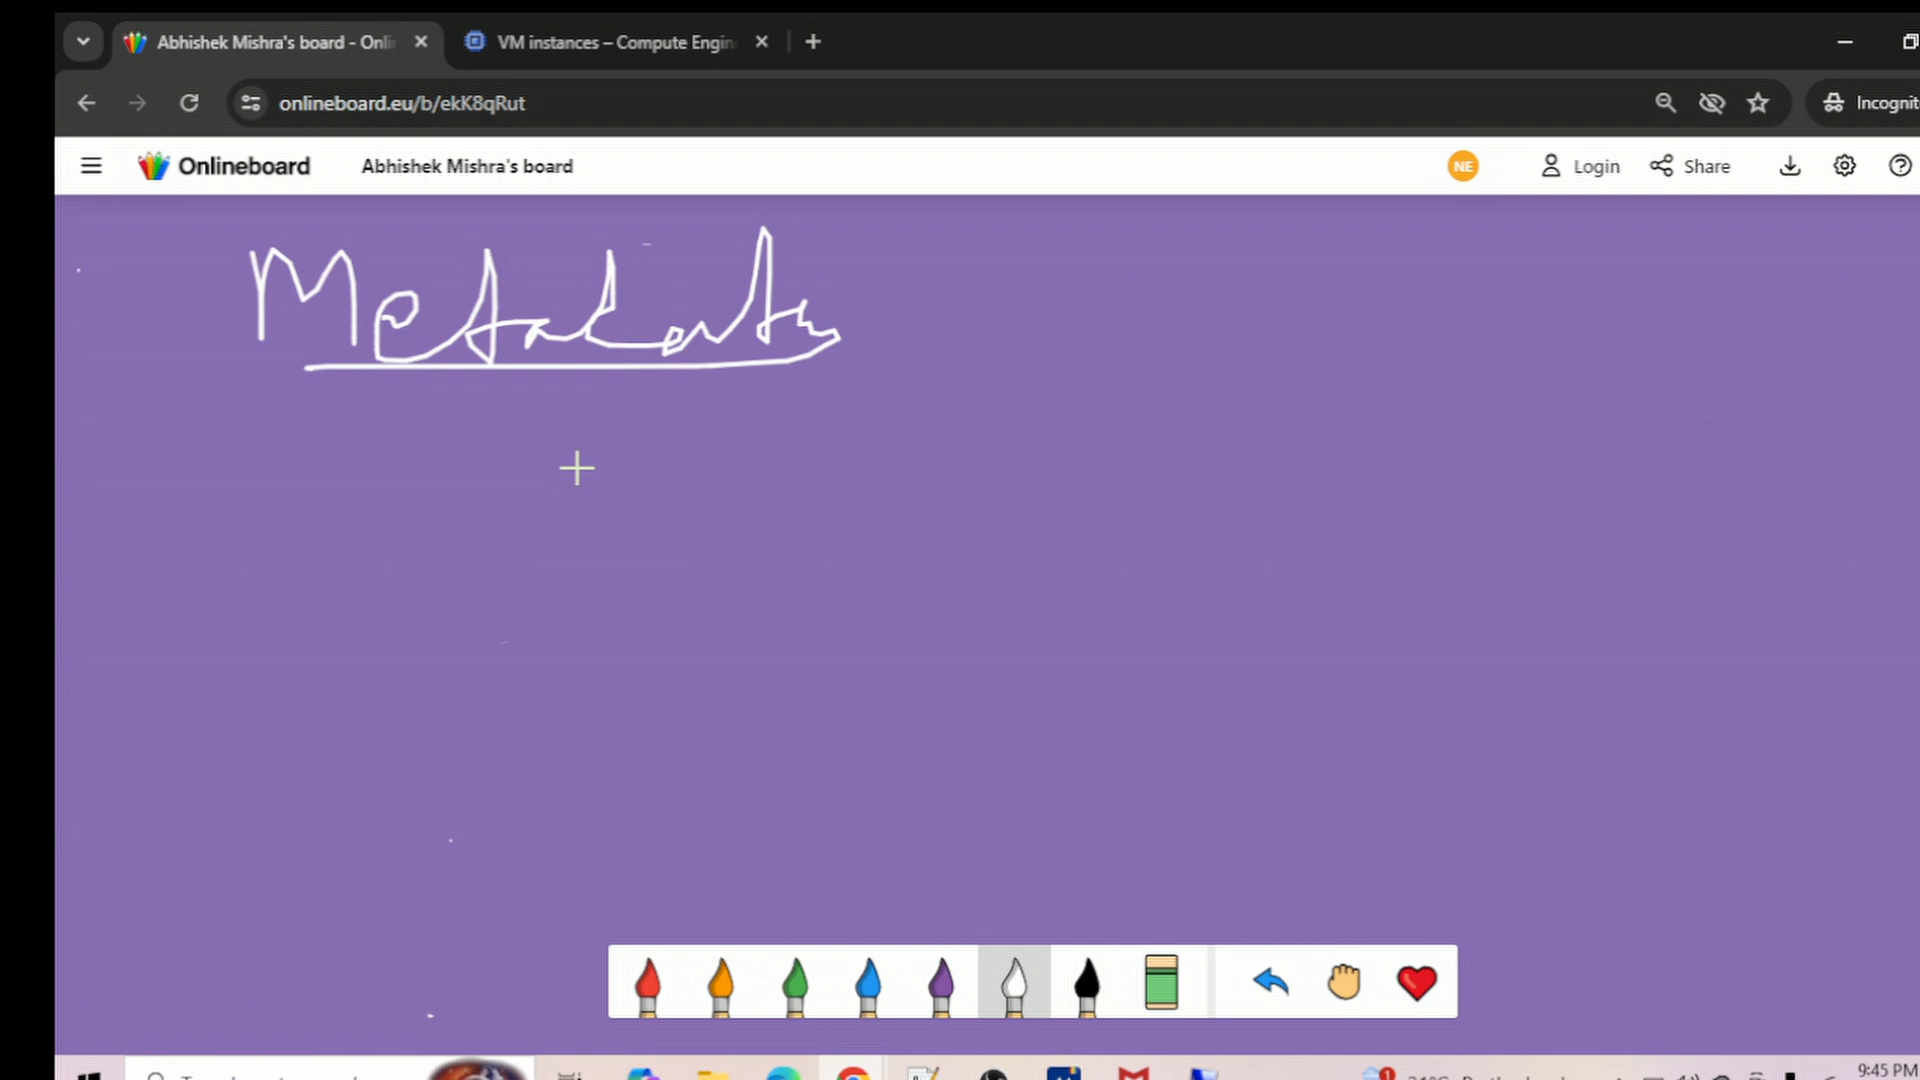 Abhishek Mishra's board - Onli
VM instances – Compute Engin
onlineboard.eu/b/ekK8qRut
Incognit
Onlineboard
Abhishek Mishra's board
NE
Login
Share
1
9:45 PM